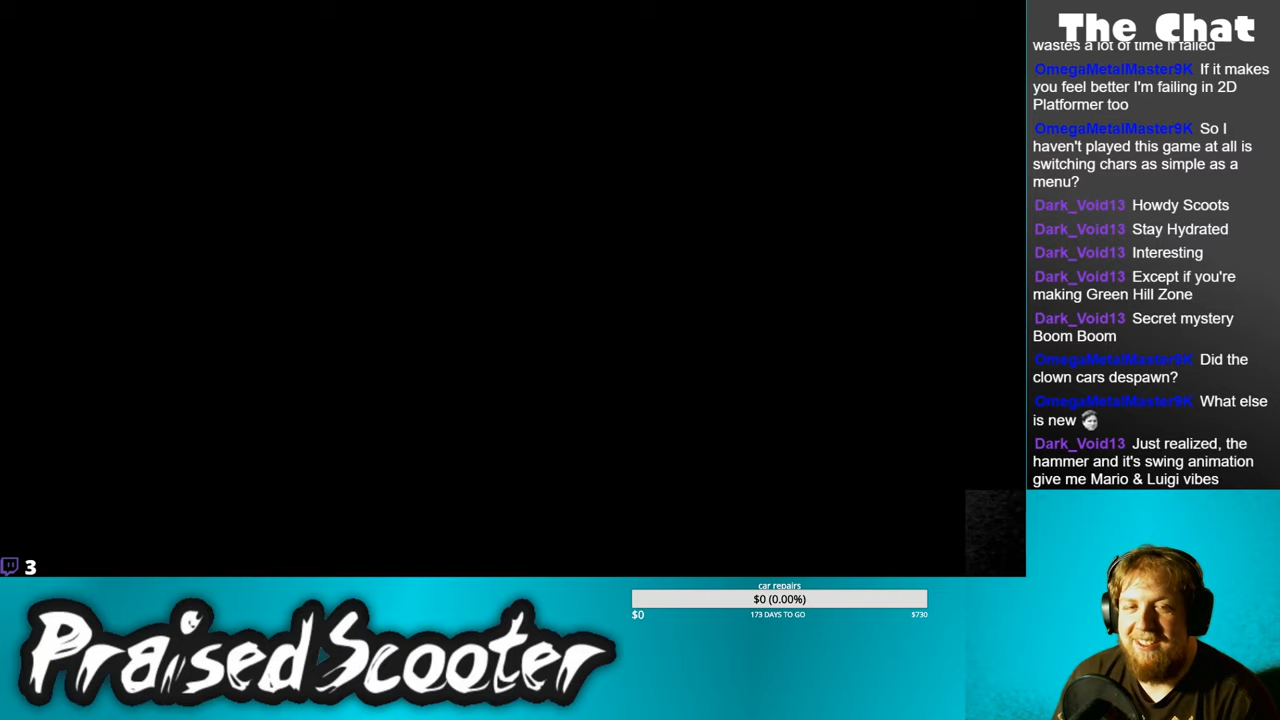 The Chat
wastes a lot of time if failed
OmegaMetalMaster9K If it makes
you feel better I'm failing in 2D
Platformer too
OmegaMetalMaster9K So I
haven't played this game at all is
switching chars as simple as a
menu?
Dark_Void13 Howdy Scoots
Dark_Void13 Stay Hydrated
Dark_Void13 Interesting
Dark_Void13 Except if you're
making Green Hill Zone
Dark_Void13 Secret mystery
Boom Boom
OmegaMetalMaster9K Did the
clown cars despawn?
OmegaMetalMaster9K What else
is new
Dark_Void13 Just realized, the
hammer and it's swing animation
give me Mario & Luigi vibes
3
car repairs
$0 (0.00%)
$0 173 DAYS TO GO $730
Praised Scooter